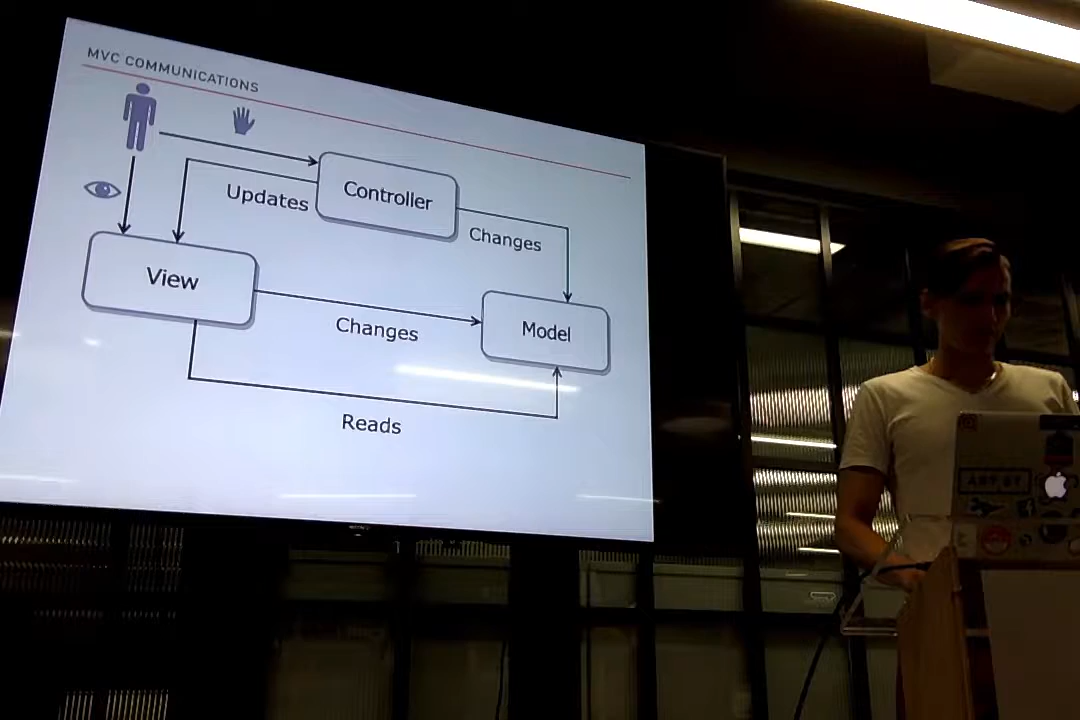 MVC COMMUNICATIONS
Controller
Updates
Changes
View
Changes
Model
Reads